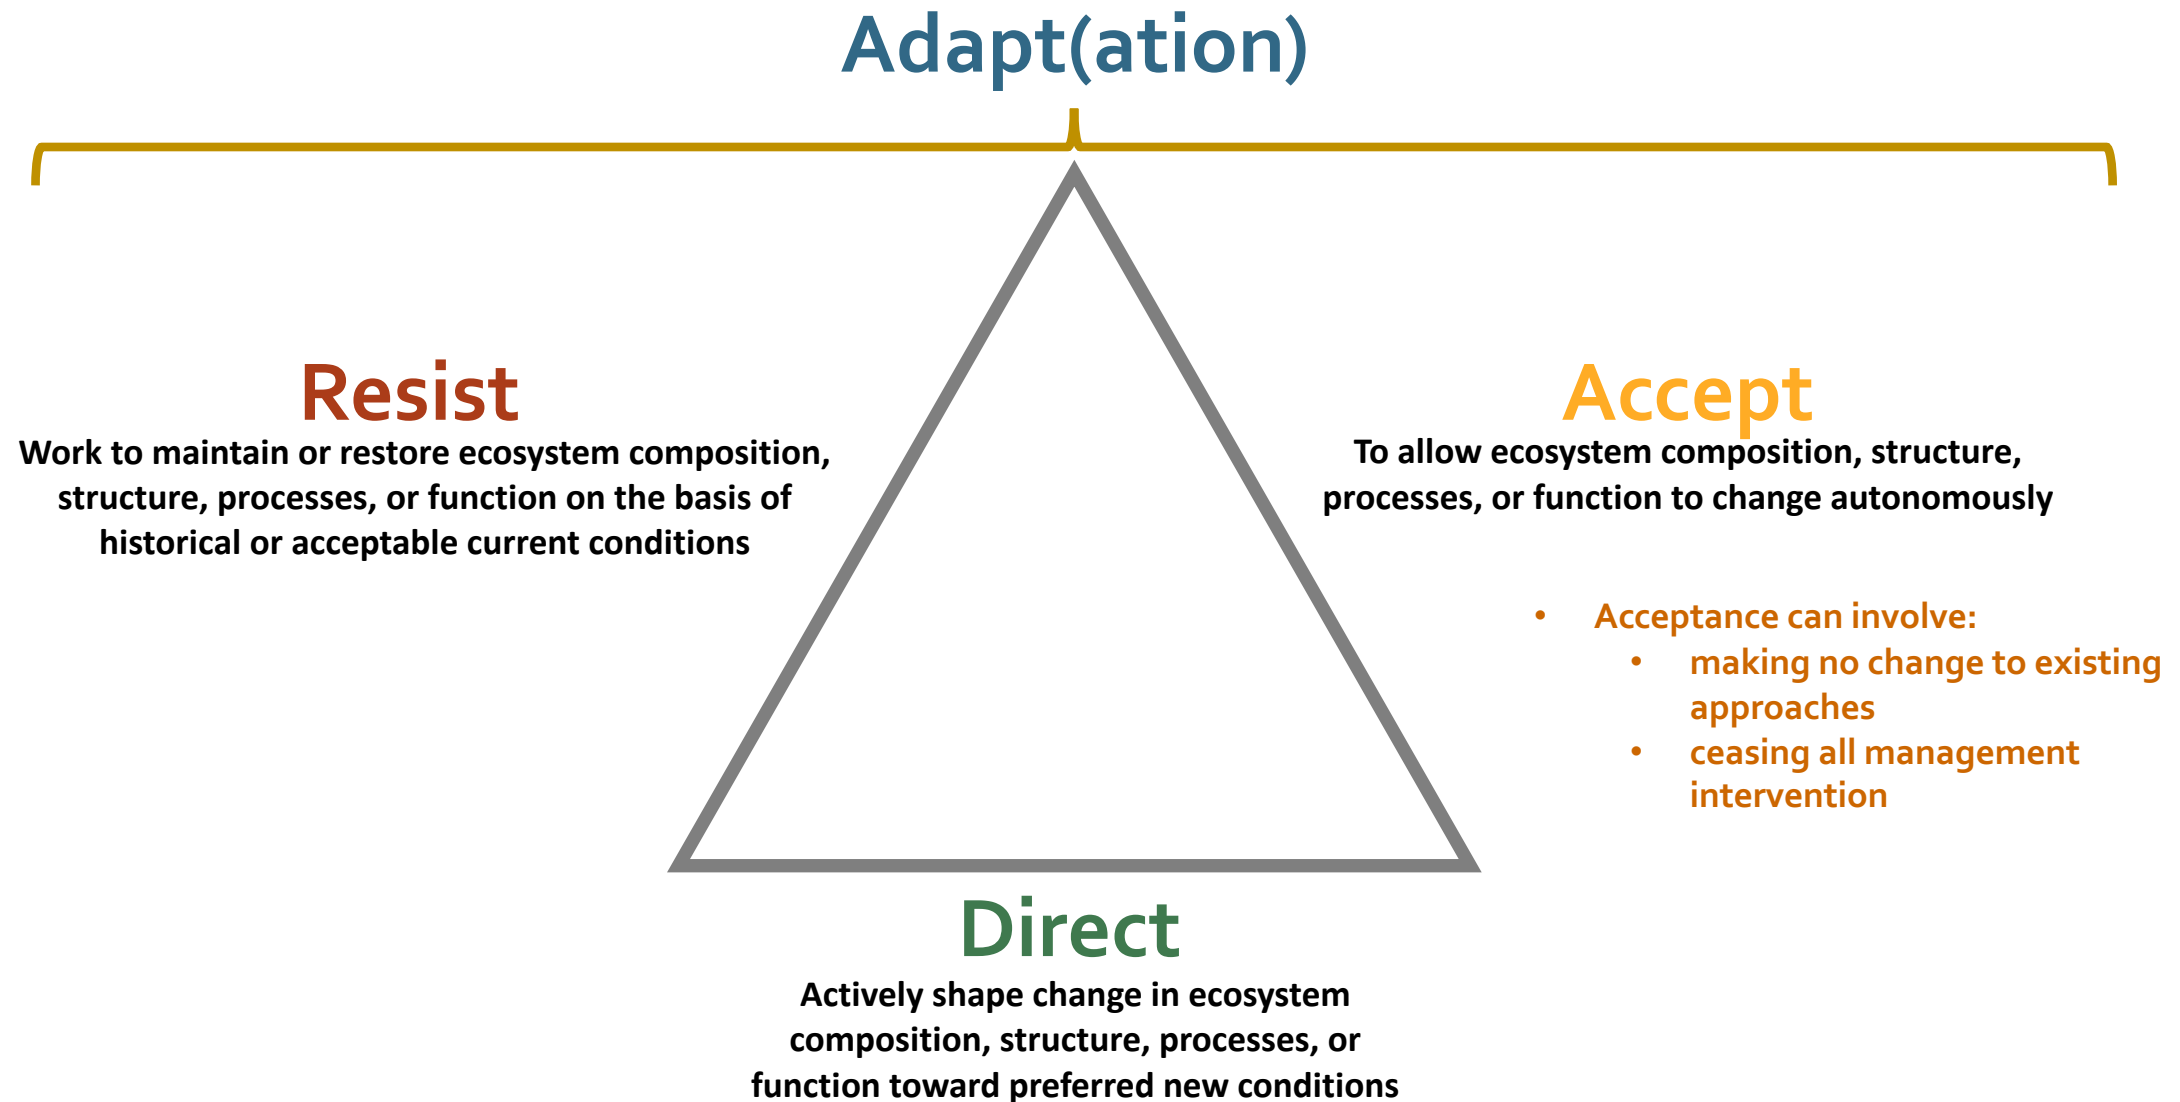 Adapt(ation)
Resist
Work to maintain or restore ecosystem composition,
structure, processes, or function on the basis of
historical or acceptable current conditions
Accept
To allow ecosystem composition, structure,
processes, or function to change autonomously
• Acceptance can involve:
• making no change to existing
approaches
• ceasing all management
intervention
Direct
Actively shape change in ecosystem
composition, structure, processes, or
function toward preferred new conditions